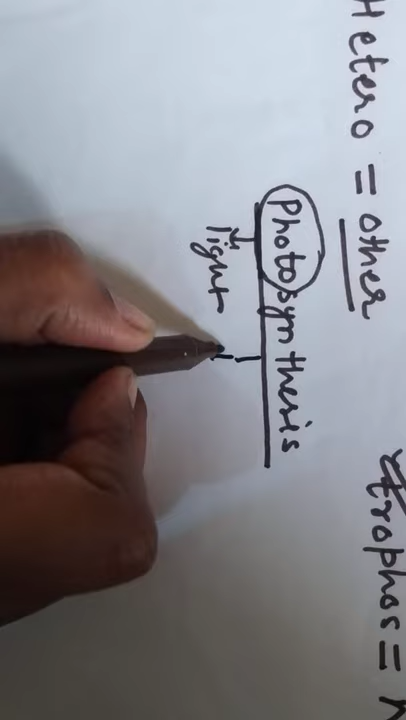 Hetero = other
trophos =
Photosynthesis
light